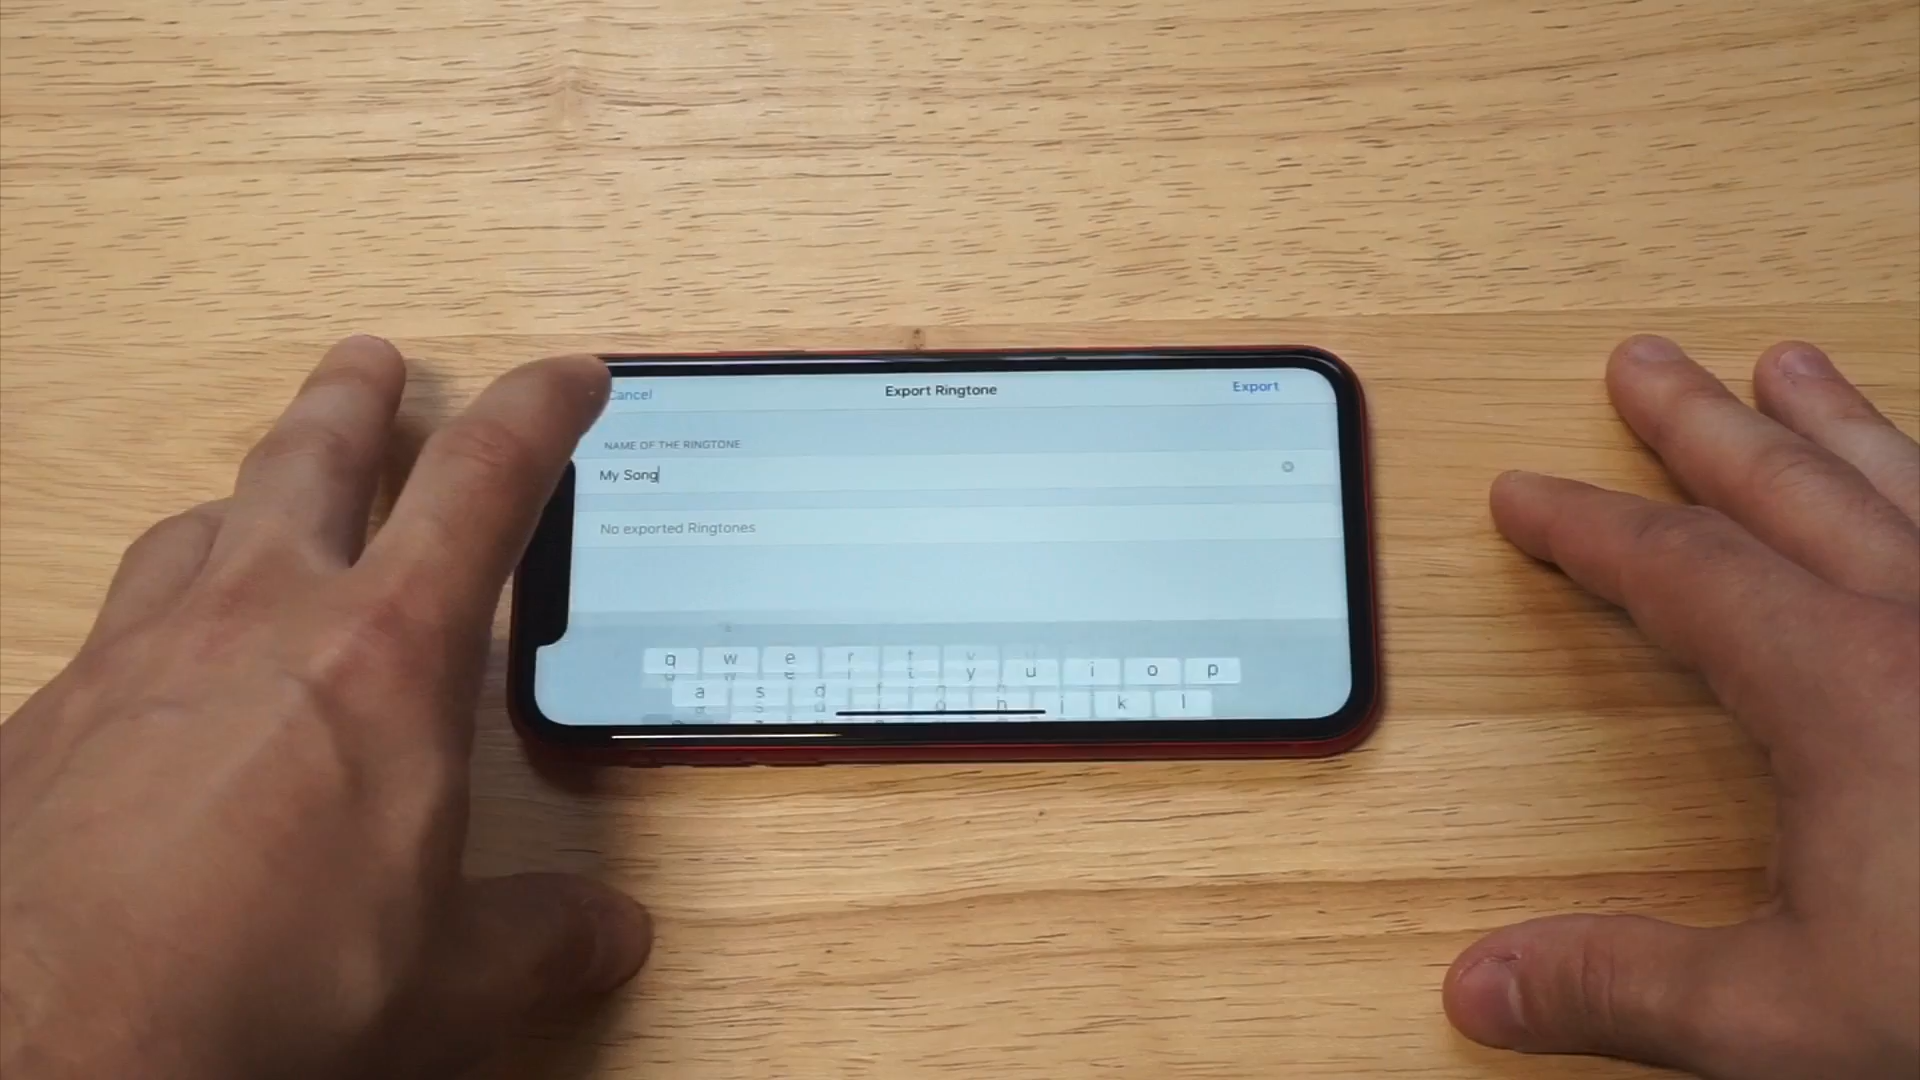 Cancel Export Ringtone Export
NAME OF THE RINGTONE
My Song
No exported Ringtones
q w e r t y u i o p
a s d f g h j k l